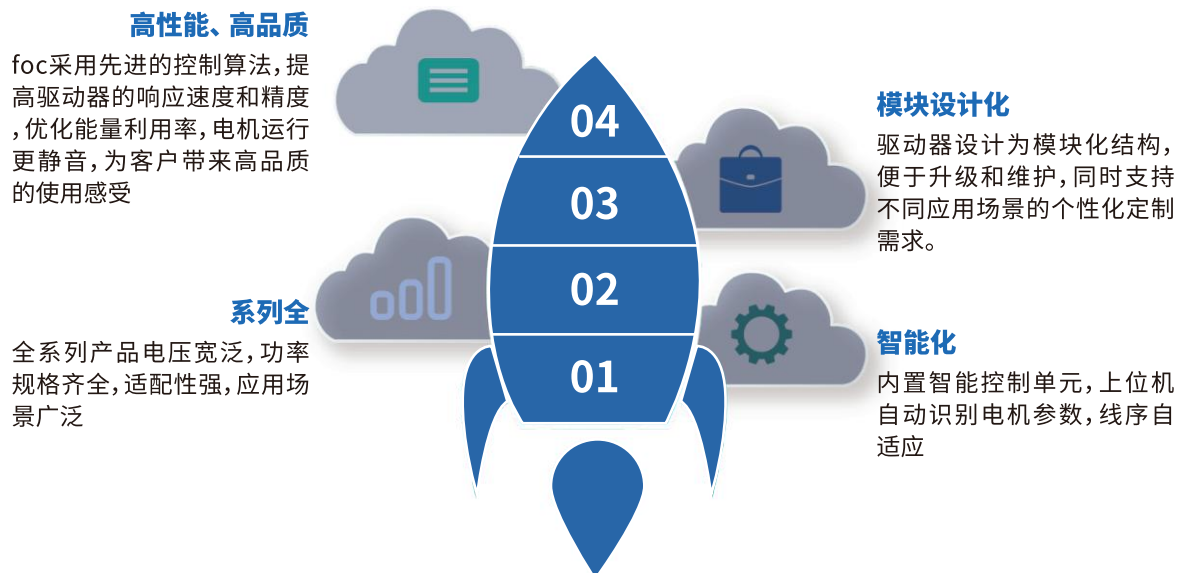 高性能、高品质
foc采用先进的控制算法,提
高驱动器的响应速度和精度
,优化能量利用率,电机运行
更静音,为客户带来高品质
的使用感受
系列全
全系列产品电压宽泛,功率
规格齐全,适配性强,应用场
景广泛
04
03
02
01
模块设计化
驱动器设计为模块化结构,
便于升级和维护,同时支持
不同应用场景的个性化定制
需求。
智能化
内置智能控制单元,上位机
自动识别电机参数,线序自
适应